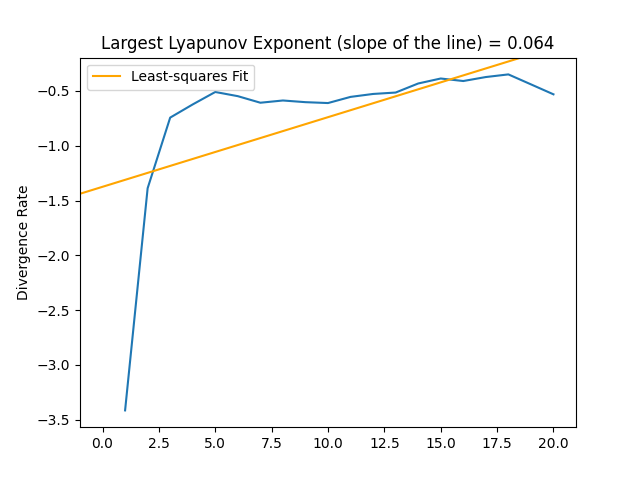 Largest Lyapunov Exponent (slope of the line) = 0.064
Least-squares Fit
Divergence Rate
−0.5
−1.0
−1.5
−2.0
−2.5
−3.0
−3.5
0.0 2.5 5.0 7.5 10.0 12.5 15.0 17.5 20.0